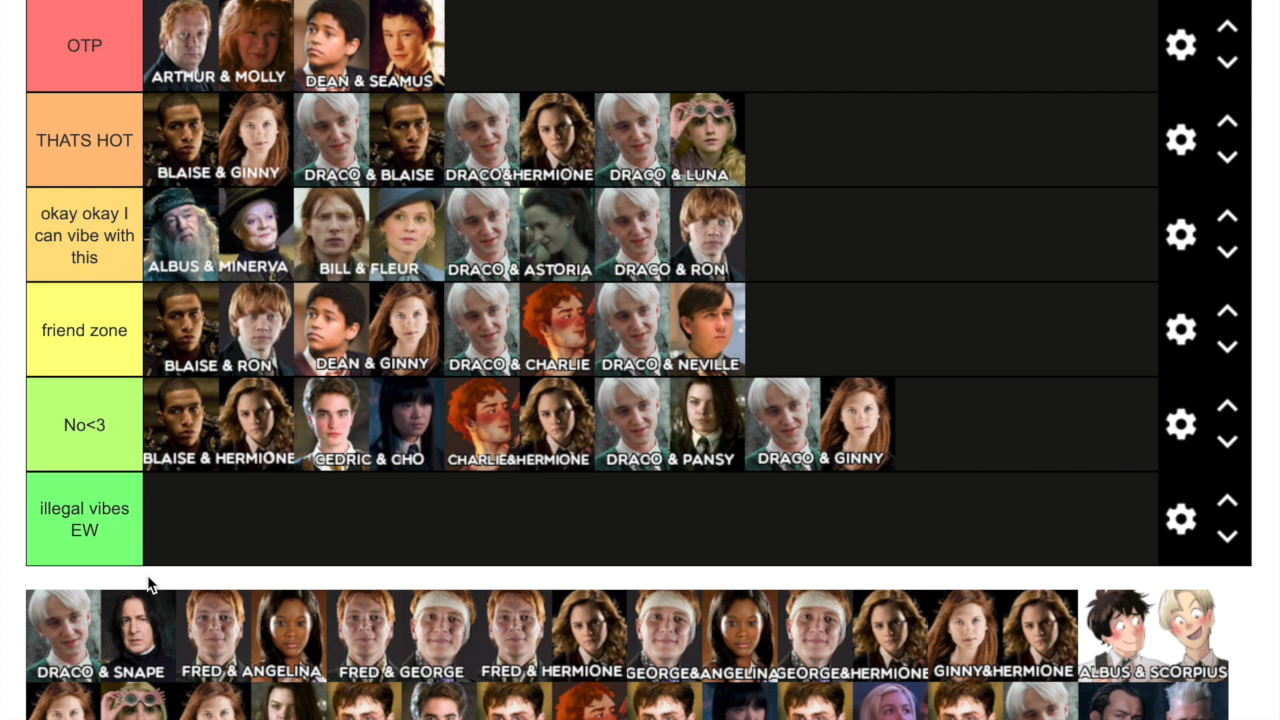 OTP
ARTHUR & MOLLY
DEAN & SEAMUS
THATS HOT
BLAISE & GINNY
DRACO & BLAISE
DRACO&HERMIONE
DRACO & LUNA
okay okay I
can vibe with
this
ALBUS & MINERVA
BILL & FLEUR
DRACO & ASTORIA
DRACO & RON
friend zone
BLAISE & RON
DEAN & GINNY
DRACO & CHARLIE
DRACO & NEVILLE
No<3
BLAISE & HERMIONE
CEDRIC & CHO
CHARLIE&HERMIONE
DRACO & PANSY
DRACO & GINNY
illegal vibes
EW
DRACO & SNAPE
FRED & ANGELINA
FRED & GEORGE
FRED & HERMIONE
GEORGE&ANGELINA
GEORGE&HERMIONE
GINNY&HERMIONE
ALBUS & SCORPIUS